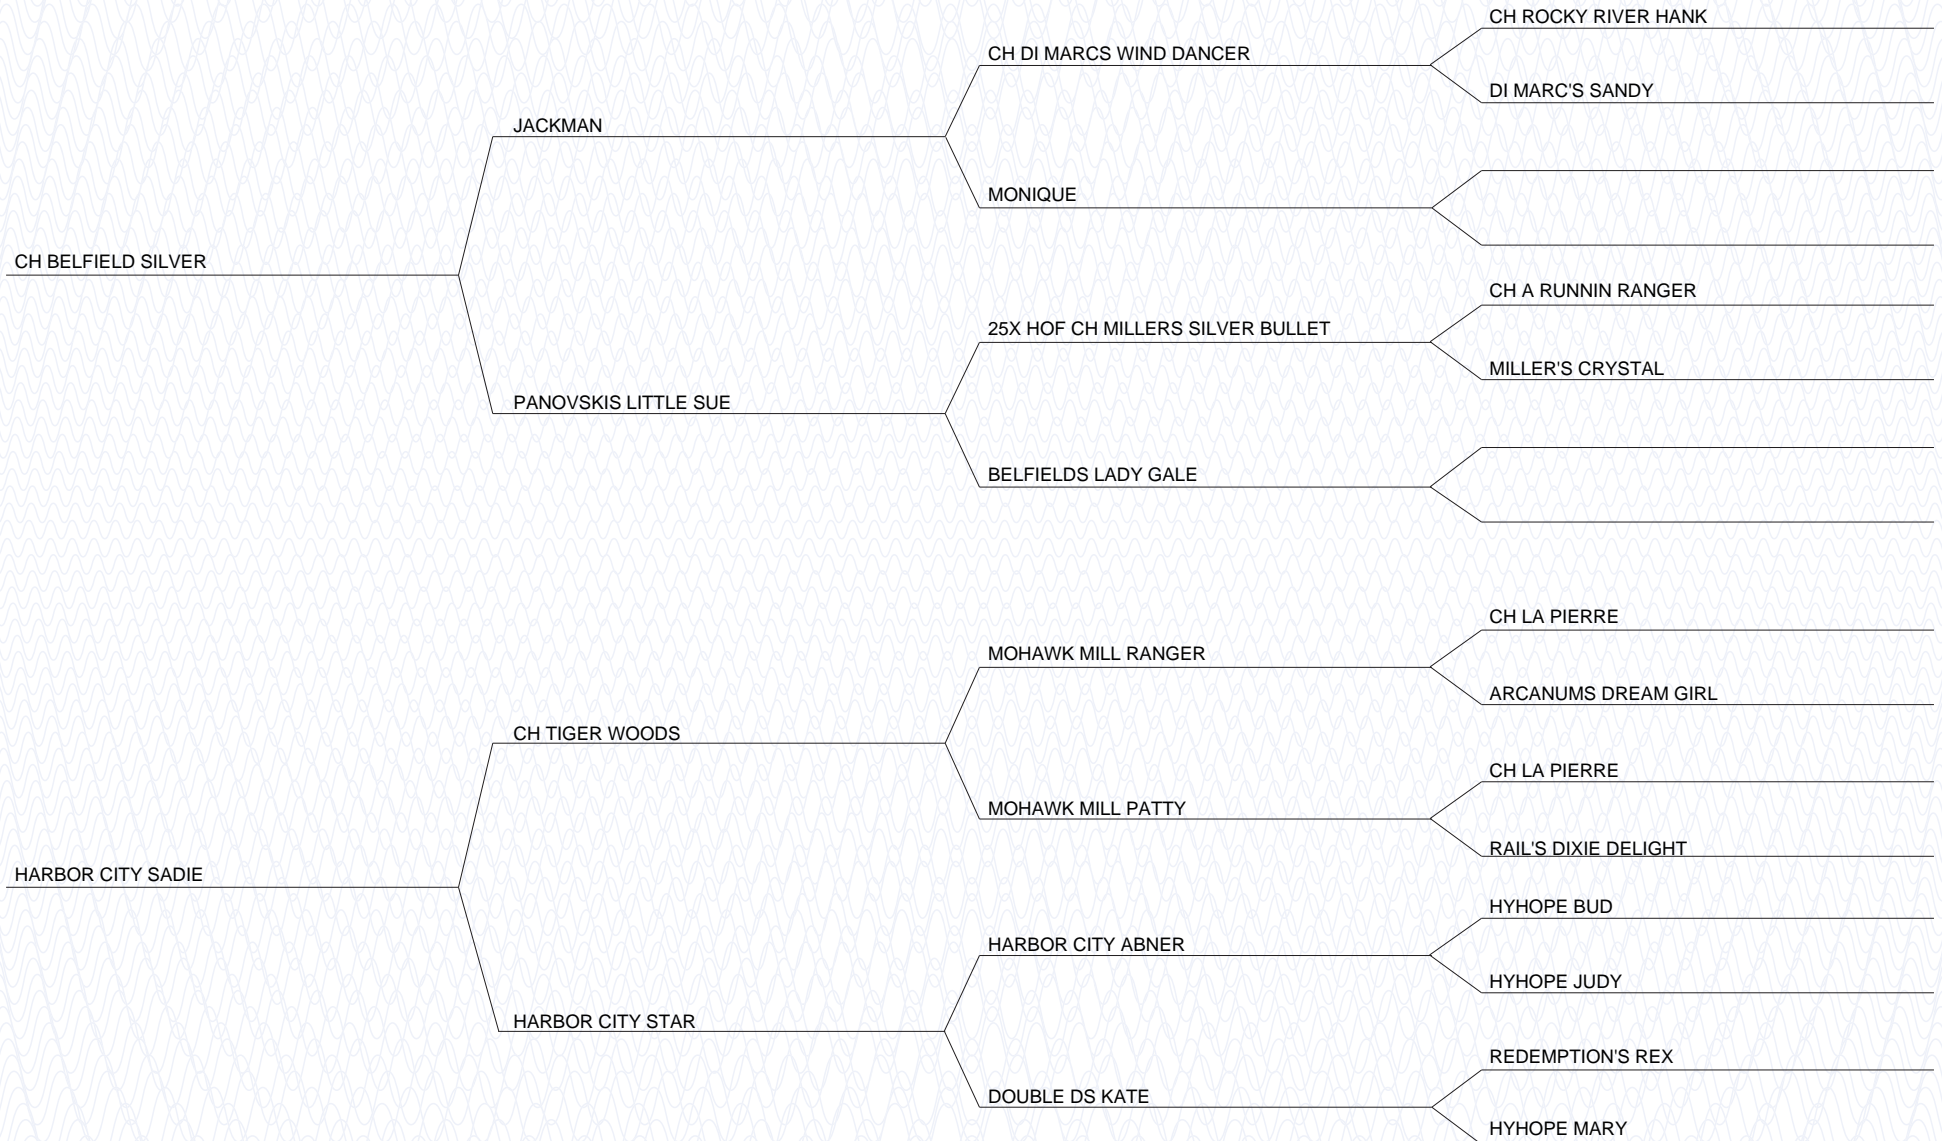 CH ROCKY RIVER HANK
CH DI MARCS WIND DANCER
DI MARC'S SANDY
JACKMAN
MONIQUE
CH BELFIELD SILVER
CH A RUNNIN RANGER
25X HOF CH MILLERS SILVER BULLET
MILLER'S CRYSTAL
PANOVSKIS LITTLE SUE
BELFIELDS LADY GALE
CH LA PIERRE
MOHAWK MILL RANGER
ARCANUMS DREAM GIRL
CH TIGER WOODS
CH LA PIERRE
MOHAWK MILL PATTY
RAIL'S DIXIE DELIGHT
HARBOR CITY SADIE
HYHOPE BUD
HARBOR CITY ABNER
HYHOPE JUDY
HARBOR CITY STAR
REDEMPTION'S REX
DOUBLE DS KATE
HYHOPE MARY